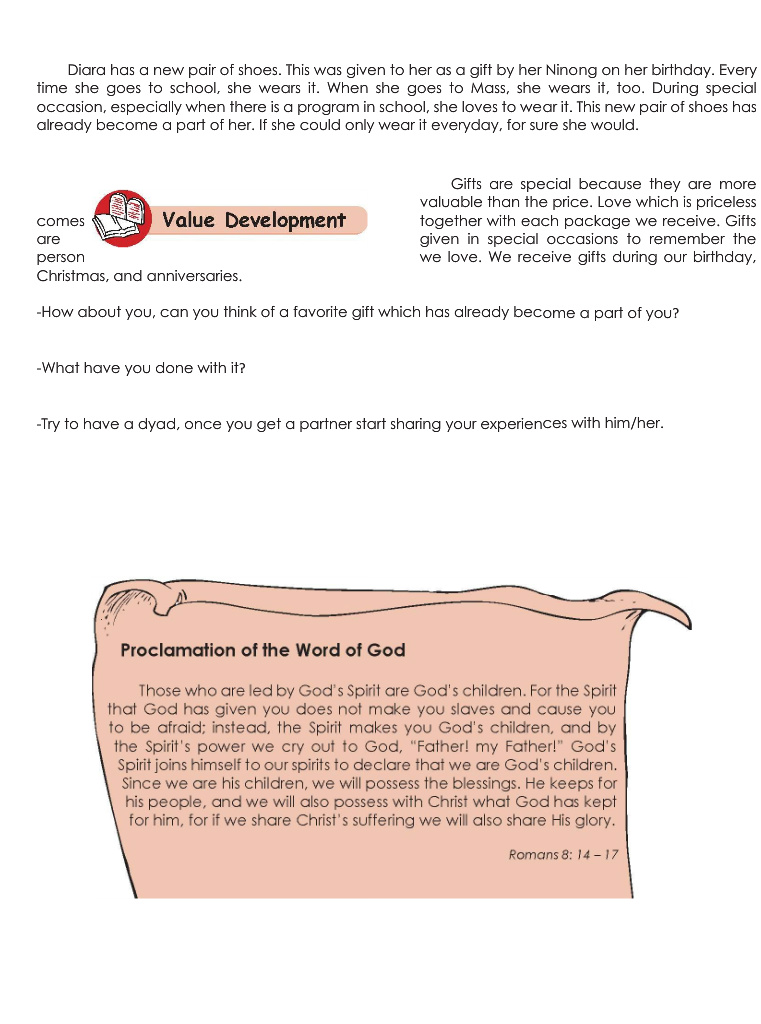 Diara has a new pair of shoes. This was given to her as a gift by her Ninong on her birthday. Every
time she goes to school, she wears it. When she goes to Mass, she wears it, too. During special
occasion, especially when there is a program in school, she loves to wear it. This new pair of shoes has
already become a part of her. If she could only wear it everyday, for sure she would.
Value Development
Gifts are special because they are more
valuable than the price. Love which is priceless
comes together with each package we receive. Gifts
are given in special occasions to remember the
person we love. We receive gifts during our birthday,
Christmas, and anniversaries.
-How about you, can you think of a favorite gift which has already become a part of you?
-What have you done with it?
-Try to have a dyad, once you get a partner start sharing your experiences with him/her.
Proclamation of the Word of God
Those who are led by God's Spirit are God's children. For the Spirit
that God has given you does not make you slaves and cause you
to be afraid; instead, the Spirit makes you God's children, and by
the Spirit's power we cry out to God, "Father! my Father!" God's
Spirit joins himself to our spirits to declare that we are God's children.
Since we are his children, we will possess the blessings. He keeps for
his people, and we will also possess with Christ what God has kept
for him, for if we share Christ's suffering we will also share His glory.
Romans 8: 14 – 17